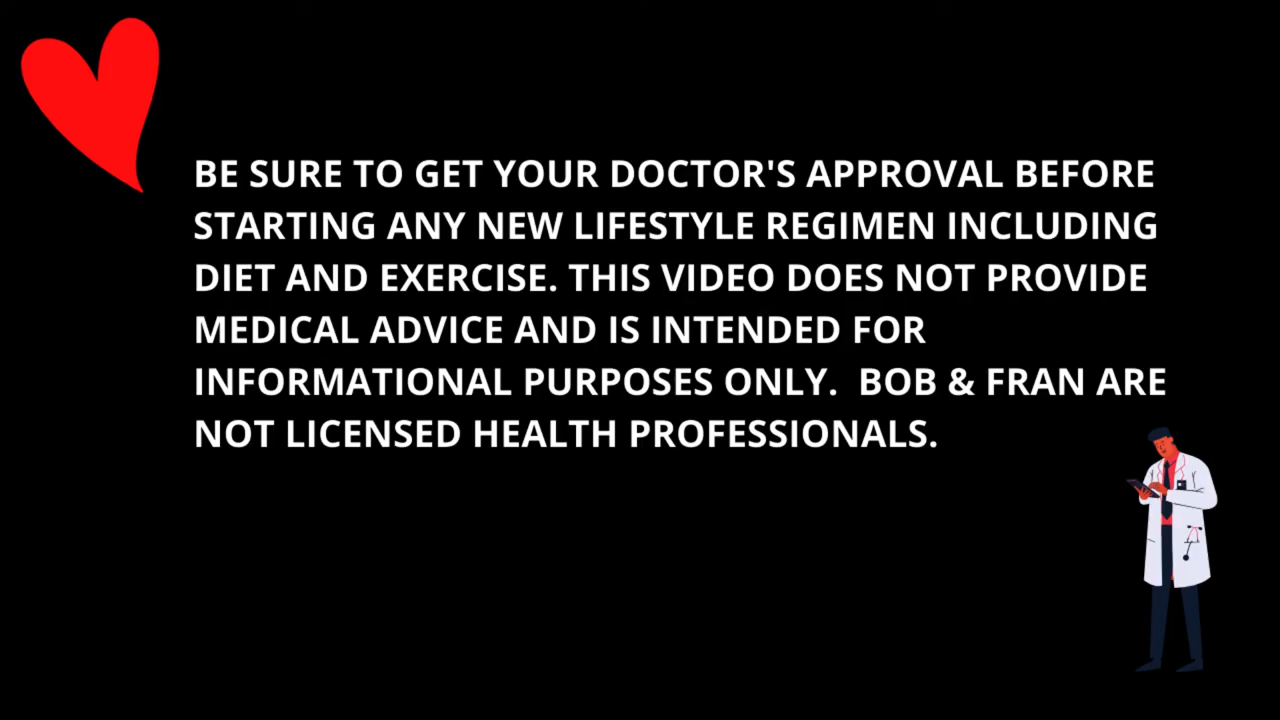 BE SURE TO GET YOUR DOCTOR'S APPROVAL BEFORE
STARTING ANY NEW LIFESTYLE REGIMEN INCLUDING
DIET AND EXERCISE. THIS VIDEO DOES NOT PROVIDE
MEDICAL ADVICE AND IS INTENDED FOR
INFORMATIONAL PURPOSES ONLY.  BOB & FRAN ARE
NOT LICENSED HEALTH PROFESSIONALS.